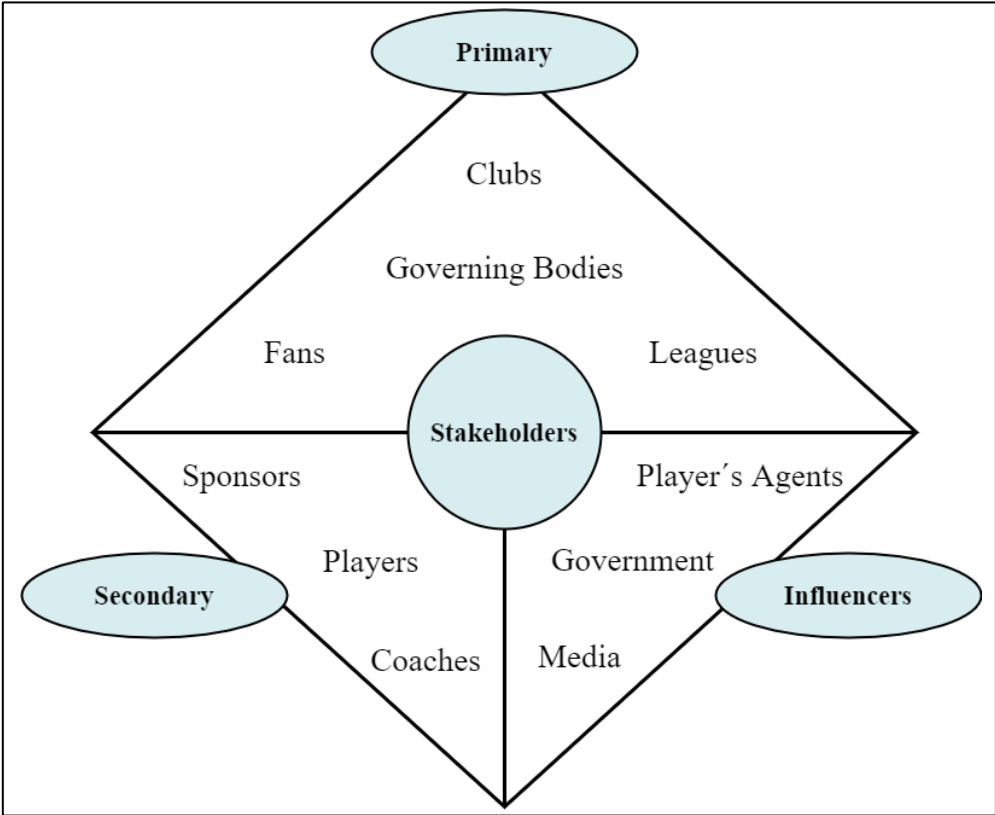 Primary
Clubs
Governing Bodies
Fans
Leagues
Stakeholders
Sponsors
Player´s Agents
Players
Government
Secondary
Influencers
Coaches
Media